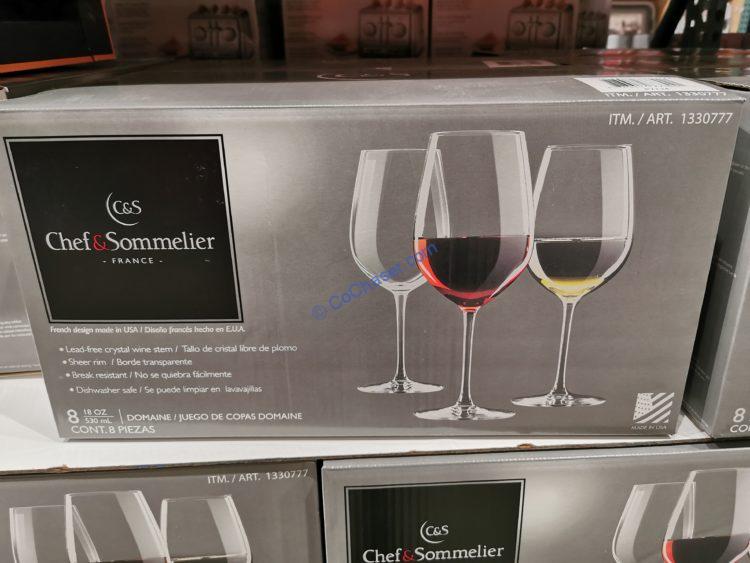 ITM. / ART. 1330777
C&S
Chef&Sommelier
- FRANCE -
French design made in USA / Diseño francés hecho en E.U.A.
• Lead-free crystal wine stem / Tallo de cristal libre de plomo
• Sheer rim / Borde transparente
• Break resistant / No se quiebra fácilmente
• Dishwasher safe / Se puede limpiar en lavavajillas
8 18 OZ 530 mL DOMAINE / JUEGO DE COPAS DOMAINE
CONT. 8 PIEZAS
MADE IN USA
© CoChaser.com
ITM. / ART. 1330777
C&S
Chef&Sommelier
8
CO